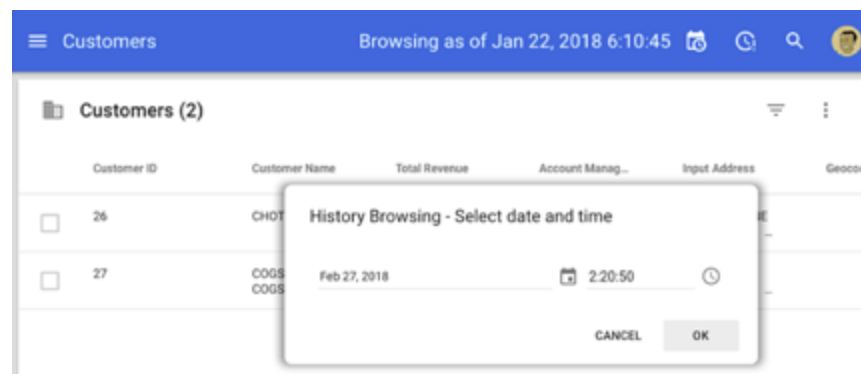 Customers
Browsing as of Jan 22, 2018 6:10:45
Customers (2)
Customer ID Customer Name Total Revenue Account Manag... Input Address Geoco
26 CHOT
History Browsing - Select date and time
27 COGS
COGS
Feb 27, 2018 2:20:50
CANCEL OK